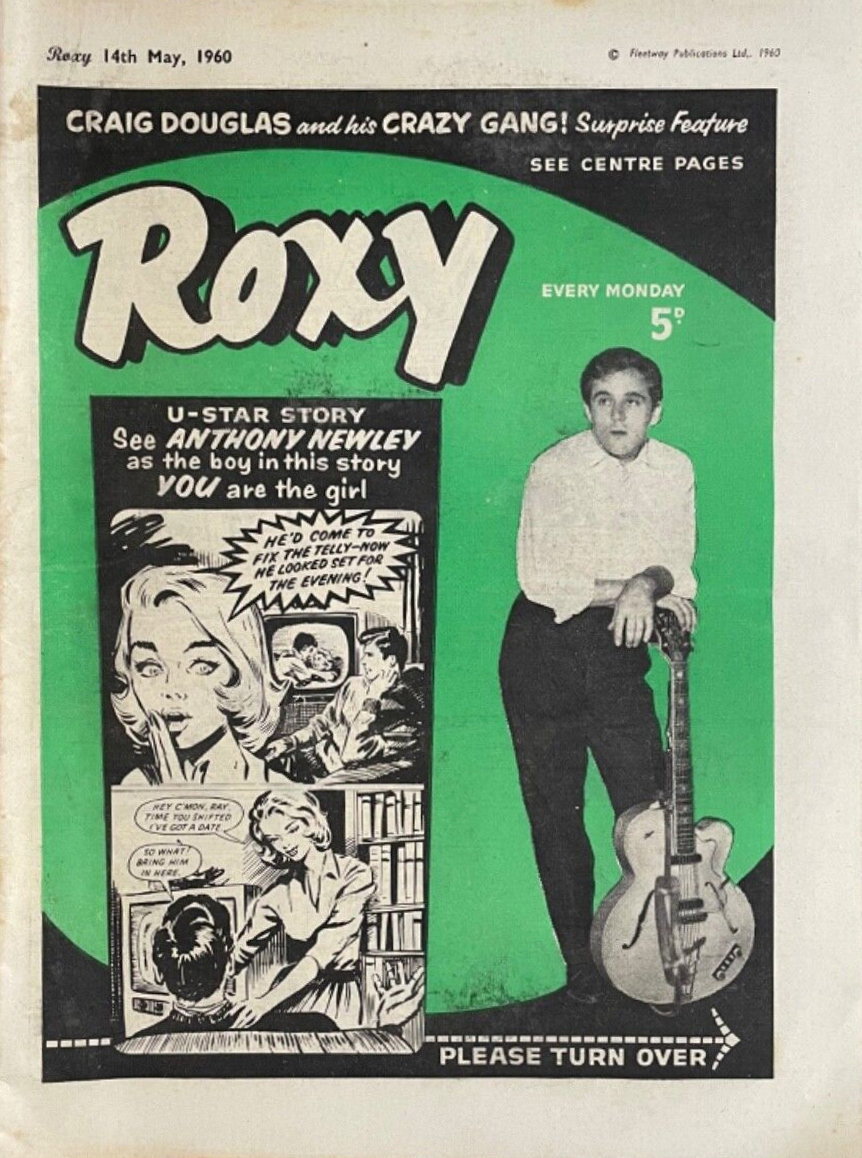 Roxy 14th May, 1960
© Fleetway Publications Ltd., 1960
CRAIG DOUGLAS and his CRAZY GANG! Surprise Feature
SEE CENTRE PAGES
Roxy
EVERY MONDAY
5D.
U-STAR STORY
See ANTHONY NEWLEY
as the boy in this story
YOU are the girl
HE'D COME TO
FIX THE TELLY—NOW
HE LOOKED SET FOR
THE EVENING!
HEY C'MON, RAY.
TIME YOU SHIFTED
I'VE GOT A DATE
SO WHAT!
BRING HIM
IN HERE.
PLEASE TURN OVER